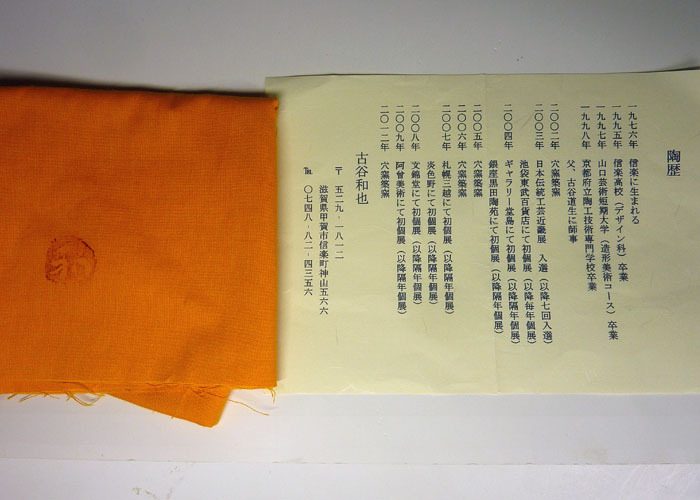 陶歴
一九七六年 信楽に生まれる
一九九五年 信楽高校（デザイン科）卒業
一九九七年 山口芸術短期大学（造形美術コース）卒業
一九九八年 京都府立陶工技術専門学校卒業
父、古谷道生に師事
二〇〇二年 穴窯築窯
二〇〇三年 日本伝統工芸近畿展 入選（以降七回入選）
池袋東武百貨店にて初個展（以降毎年個展）
二〇〇四年 ギャラリー堂島にて初個展（以降隔年個展）
銀座黒田陶苑にて初個展（以降隔年個展）
二〇〇五年 穴窯築窯
二〇〇六年 穴窯築窯
二〇〇七年 札幌三越にて初個展（以降隔年個展）
炎色野にて初個展（以降隔年個展）
二〇〇八年 文錦堂にて初個展（以降隔年個展）
二〇〇九年 阿曽美術にて初個展（以降隔年個展）
二〇一二年 穴窯築窯
古谷和也
〒 五二九-一八一二
滋賀県甲賀市信楽町神山五六六
℡ 〇七四八-八二-四三五六